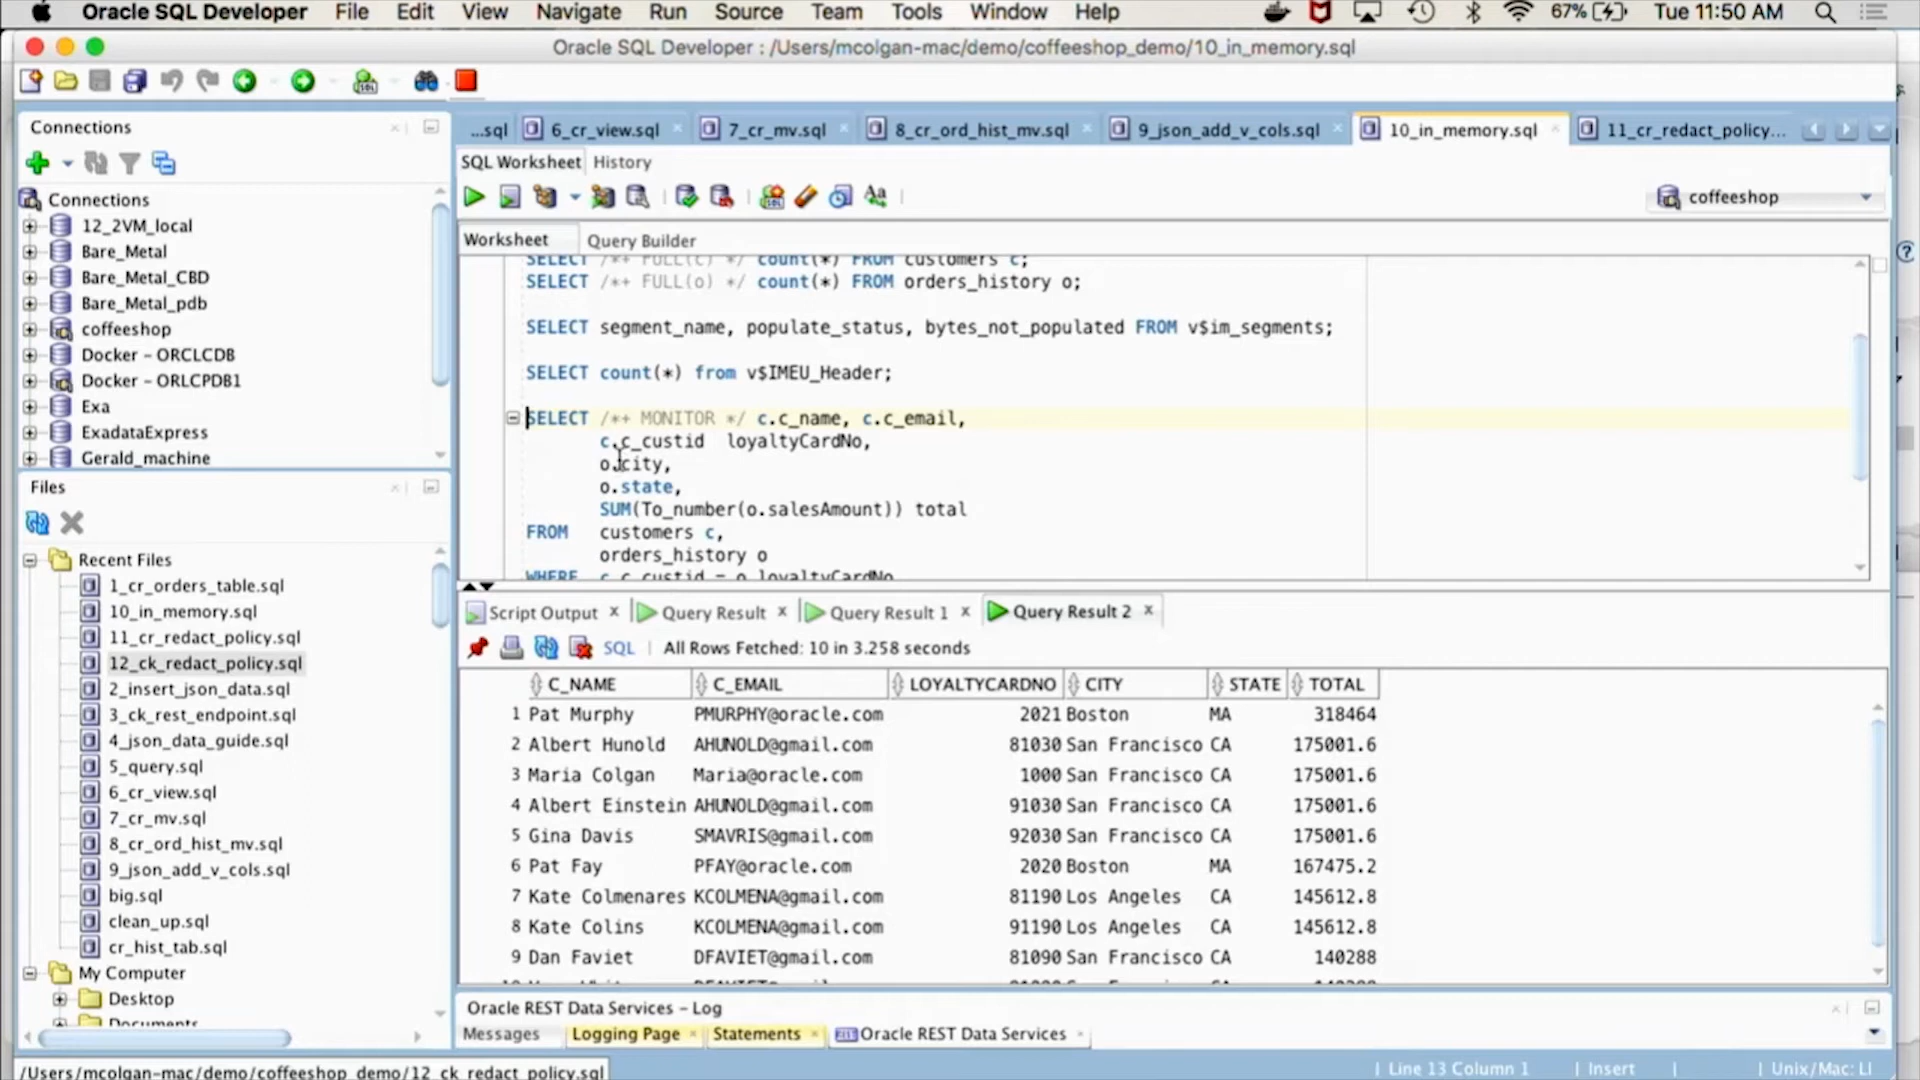 Oracle SQL Developer File Edit View Navigate Run Source Team Tools Window Help 67% Tue 11:50 AM
Oracle SQL Developer : /Users/mcolgan-mac/demo/coffeeshop_demo/10_in_memory.sql
Connections
...sql 6_cr_view.sql 7_cr_mv.sql 8_cr_ord_hist_mv.sql 9_json_add_v_cols.sql 10_in_memory.sql 11_cr_redact_policy...
SQL Worksheet History
coffeeshop
Worksheet Query Builder
Connections
12_2VM_local
Bare_Metal
Bare_Metal_CBD
Bare_Metal_pdb
coffeeshop
Docker - ORCLCDB
Docker - ORLCPDB1
Exa
ExadataExpress
Gerald_machine
SELECT /*+ FULL(c) */ count(*) FROM customers c;
SELECT /*+ FULL(o) */ count(*) FROM orders_history o;
SELECT segment_name, populate_status, bytes_not_populated FROM v$im_segments;
SELECT count(*) from v$IMEU_Header;
SELECT /*+ MONITOR */ c.c_name, c.c_email,
c.c_custid loyaltyCardNo,
o.city,
o.state,
SUM(To_number(o.salesAmount)) total
FROM customers c,
orders_history o
WHERE c.c_custid = o.loyaltyCardNo
Files
Recent Files
1_cr_orders_table.sql
10_in_memory.sql
11_cr_redact_policy.sql
12_ck_redact_policy.sql
2_insert_json_data.sql
3_ck_rest_endpoint.sql
4_json_data_guide.sql
5_query.sql
6_cr_view.sql
7_cr_mv.sql
8_cr_ord_hist_mv.sql
9_json_add_v_cols.sql
big.sql
clean_up.sql
cr_hist_tab.sql
My Computer
Desktop
Documents
Script Output Query Result Query Result 1 Query Result 2
SQL All Rows Fetched: 10 in 3.258 seconds
C_NAME C_EMAIL LOYALTYCARDNO CITY STATE TOTAL
1 Pat Murphy PMURPHY@oracle.com 2021 Boston MA 318464
2 Albert Hunold AHUNOLD@gmail.com 81030 San Francisco CA 175001.6
3 Maria Colgan Maria@oracle.com 1000 San Francisco CA 175001.6
4 Albert Einstein AHUNOLD@gmail.com 91030 San Francisco CA 175001.6
5 Gina Davis SMAVRIS@gmail.com 92030 San Francisco CA 175001.6
6 Pat Fay PFAY@oracle.com 2020 Boston MA 167475.2
7 Kate Colmenares KCOLMENA@gmail.com 81190 Los Angeles CA 145612.8
8 Kate Colins KCOLMENA@gmail.com 91190 Los Angeles CA 145612.8
9 Dan Faviet DFAVIET@gmail.com 81090 San Francisco CA 140288
Oracle REST Data Services - Log
Messages Logging Page Statements Oracle REST Data Services
/Users/mcolgan-mac/demo/coffeeshop_demo/12_ck_redact_policy.sql
Line 13 Column 1 Insert Unix/Mac: LI